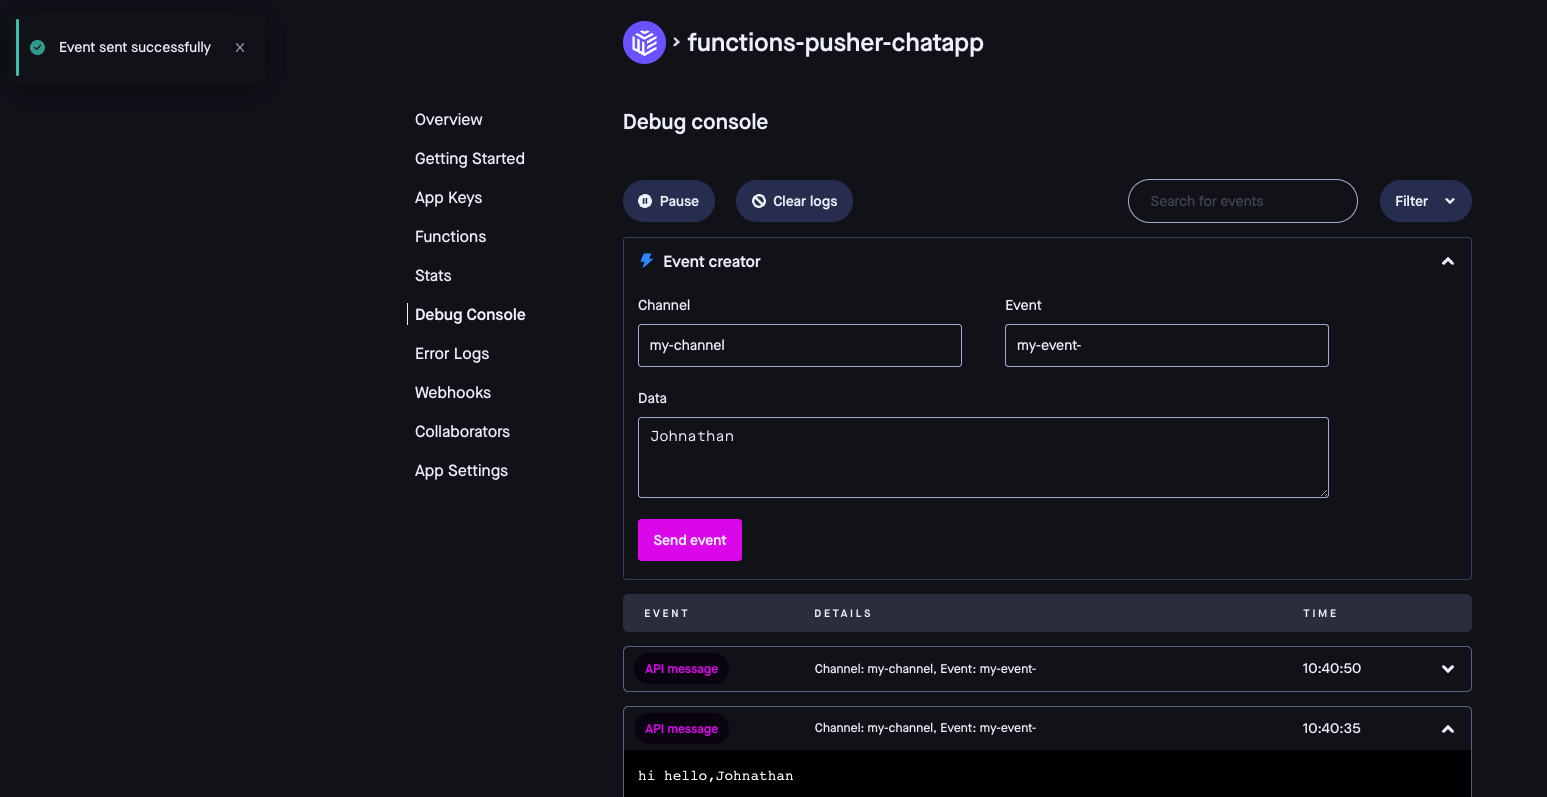 Event sent successfully
functions-pusher-chatapp
Overview
Getting Started
App Keys
Functions
Stats
Debug Console
Error Logs
Webhooks
Collaborators
App Settings
Debug console
Pause
Clear logs
Search for events
Filter
Event creator
Channel
Event
my-channel
my-event-
Data
Johnathan
Send event
EVENT DETAILS TIME
API message Channel: my-channel, Event: my-event- 10:40:50
API message Channel: my-channel, Event: my-event- 10:40:35
hi hello,Johnathan